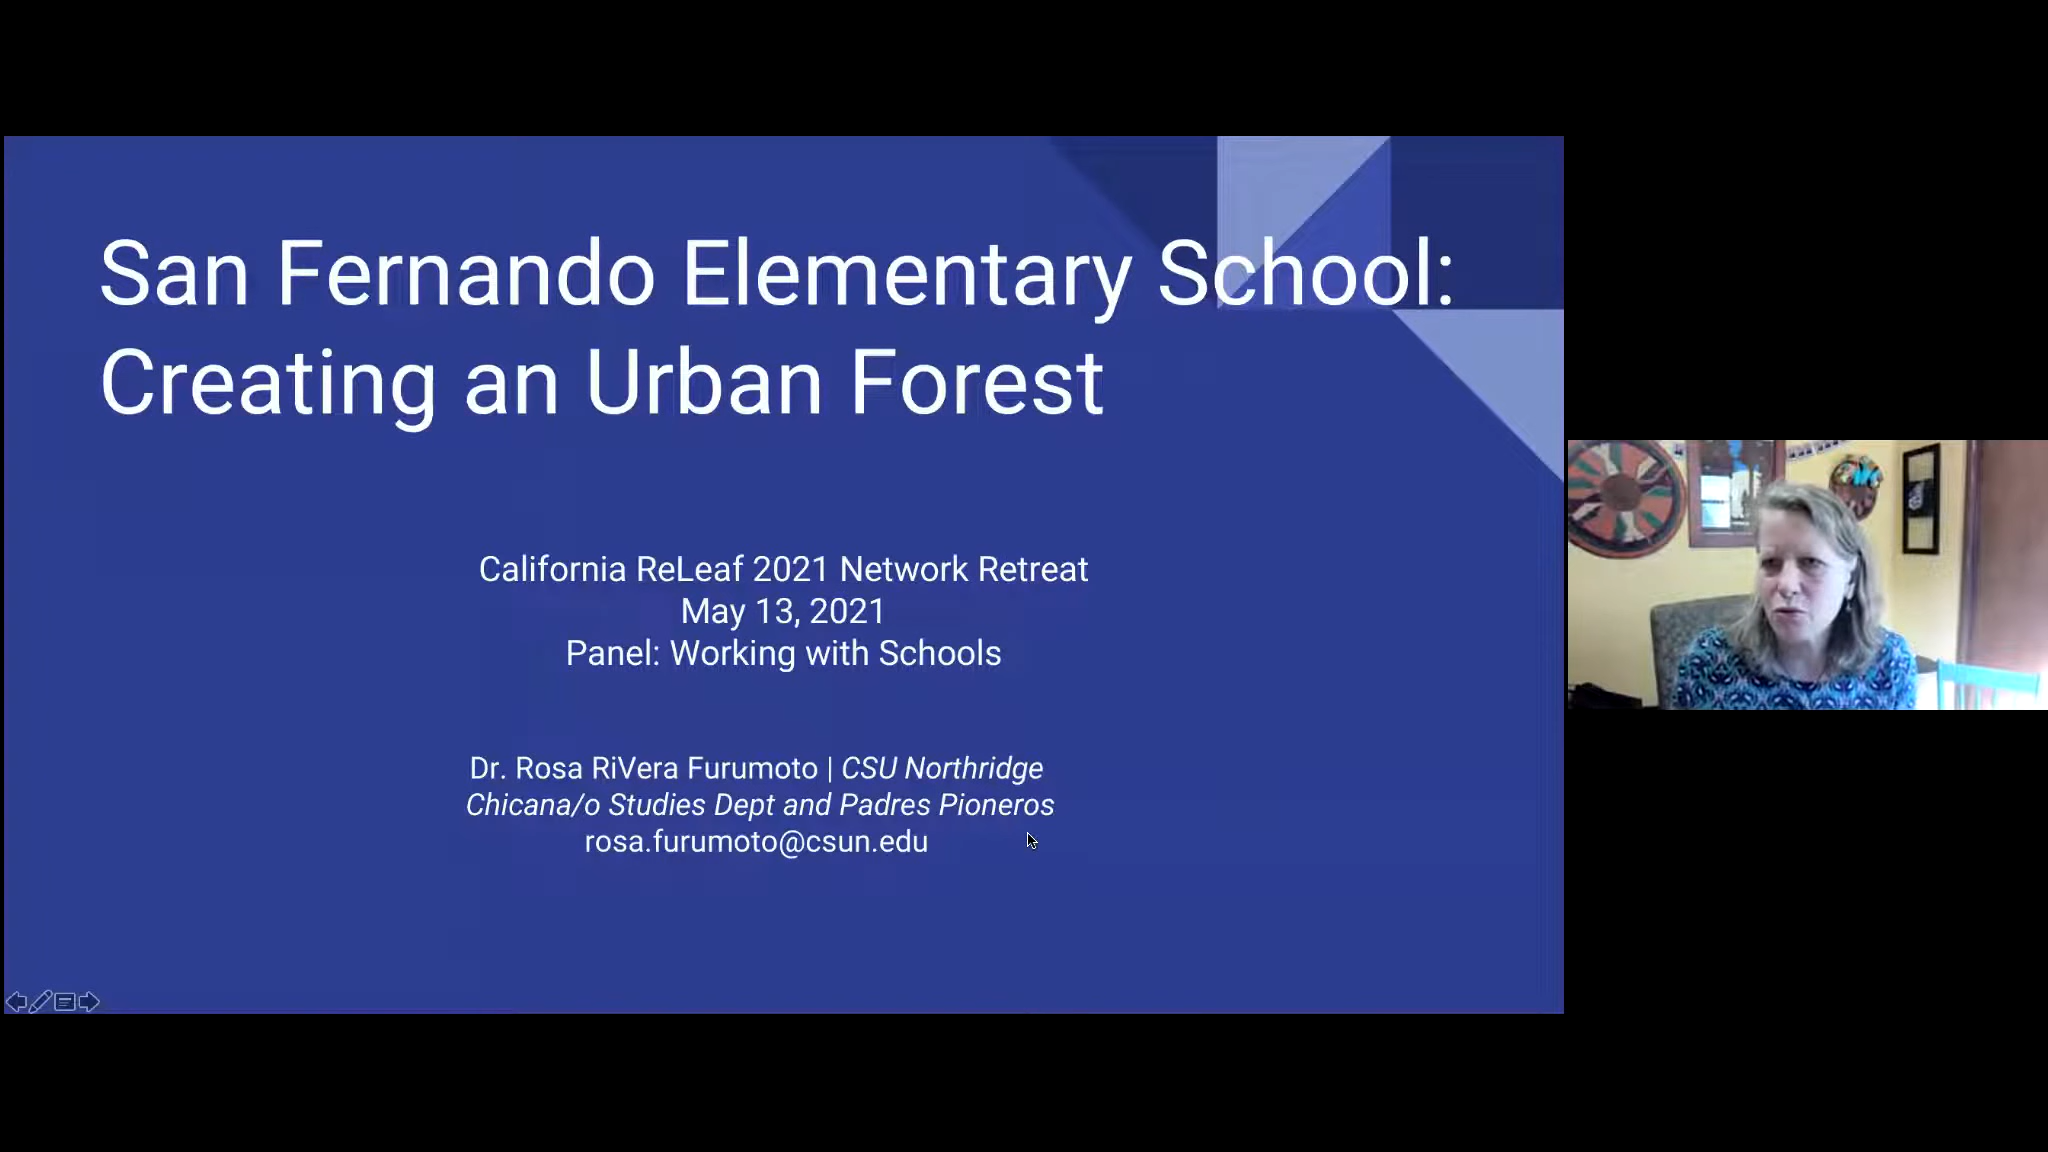 San Fernando Elementary School:
Creating an Urban Forest
California ReLeaf 2021 Network Retreat
May 13, 2021
Panel: Working with Schools
Dr. Rosa RiVera Furumoto | CSU Northridge
Chicana/o Studies Dept and Padres Pioneros
rosa.furumoto@csun.edu